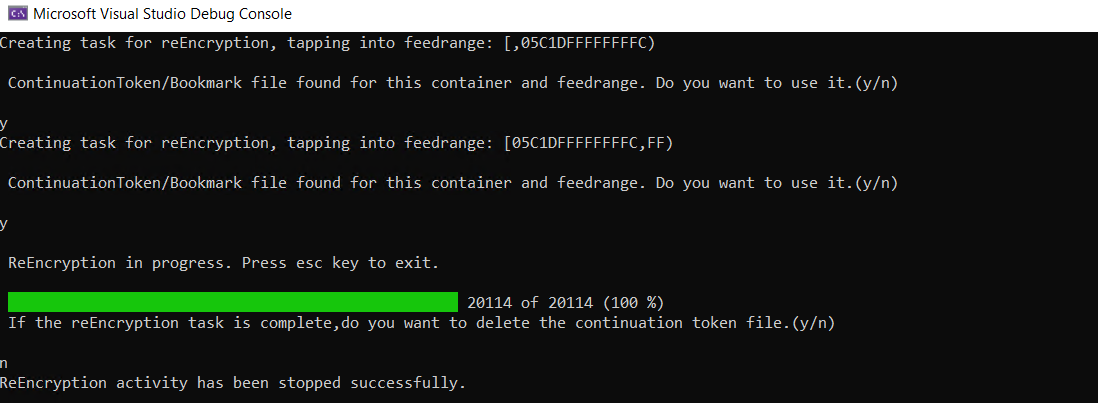 C:\ Microsoft Visual Studio Debug Console
Creating task for reEncryption, tapping into feedrange: [,05C1DFFFFFFFFC)
ContinuationToken/Bookmark file found for this container and feedrange. Do you want to use it.(y/n)
y
Creating task for reEncryption, tapping into feedrange: [05C1DFFFFFFFFC,FF)
ContinuationToken/Bookmark file found for this container and feedrange. Do you want to use it.(y/n)
y
ReEncryption in progress. Press esc key to exit.
20114 of 20114 (100 %)
If the reEncryption task is complete,do you want to delete the continuation token file.(y/n)
n
ReEncryption activity has been stopped successfully.